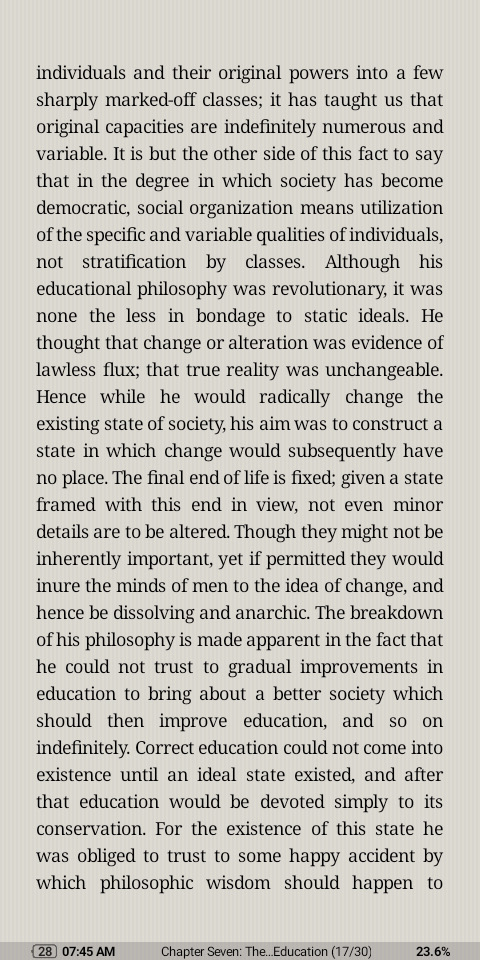 individuals and their original powers into a few
sharply marked-off classes; it has taught us that
original capacities are indefinitely numerous and
variable. It is but the other side of this fact to say
that in the degree in which society has become
democratic, social organization means utilization
of the specific and variable qualities of individuals,
not stratification by classes. Although his
educational philosophy was revolutionary, it was
none the less in bondage to static ideals. He
thought that change or alteration was evidence of
lawless flux; that true reality was unchangeable.
Hence while he would radically change the
existing state of society, his aim was to construct a
state in which change would subsequently have
no place. The final end of life is fixed; given a state
framed with this end in view, not even minor
details are to be altered. Though they might not be
inherently important, yet if permitted they would
inure the minds of men to the idea of change, and
hence be dissolving and anarchic. The breakdown
of his philosophy is made apparent in the fact that
he could not trust to gradual improvements in
education to bring about a better society which
should then improve education, and so on
indefinitely. Correct education could not come into
existence until an ideal state existed, and after
that education would be devoted simply to its
conservation. For the existence of this state he
was obliged to trust to some happy accident by
which philosophic wisdom should happen to
28 07:45 AM Chapter Seven: The...Education (17/30) 23.6%